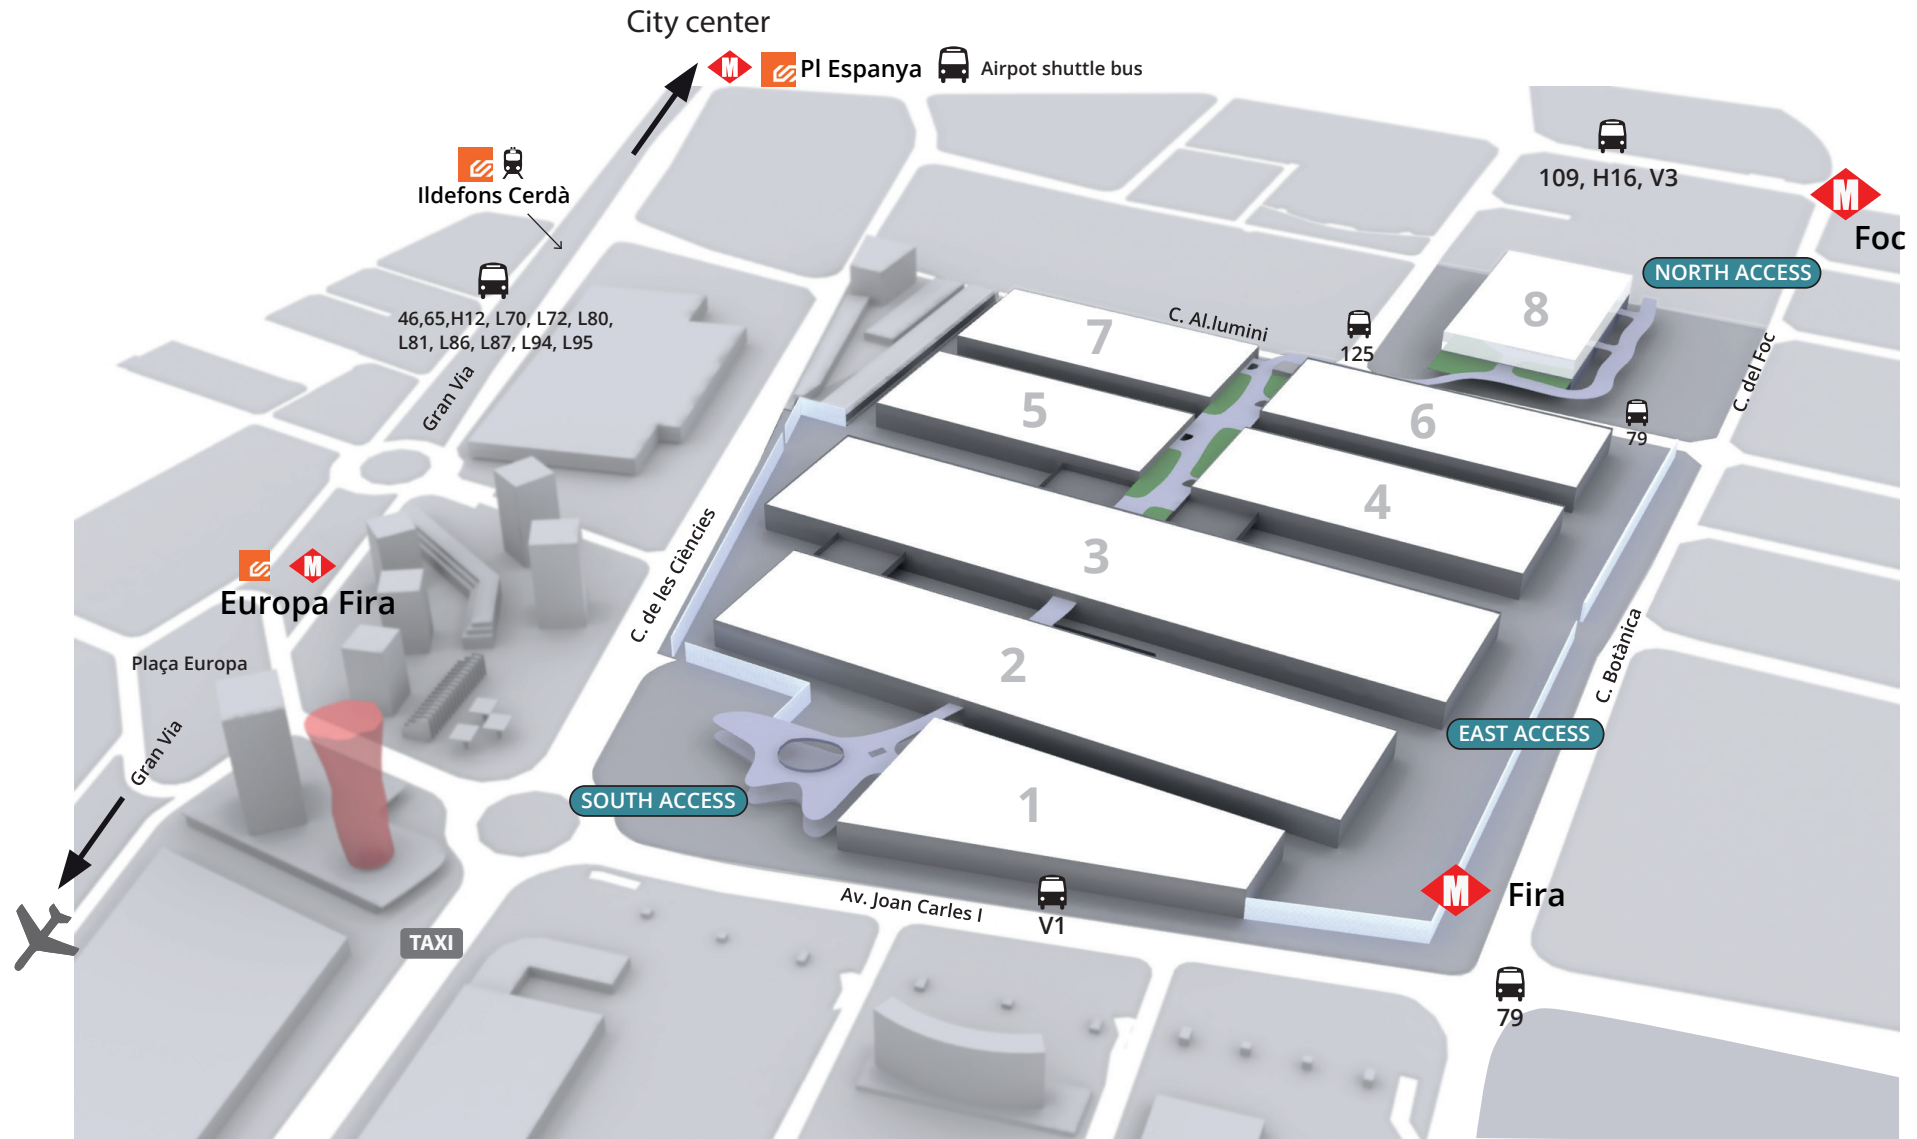 City center
M
Pl Espanya
Airpot shuttle bus
Ildefons Cerdà
109, H16, V3
M
Foc
NORTH ACCESS
46,65,H12, L70, L72, L80,
L81, L86, L87, L94, L95
Gran Via
C. Al.lumini
125
C. del Foc
79
7
8
5
6
4
3
2
1
C. de les Ciències
M
Europa Fira
Plaça Europa
Gran Via
C. Botànica
EAST ACCESS
SOUTH ACCESS
M
Fira
Av. Joan Carles I
V1
TAXI
79